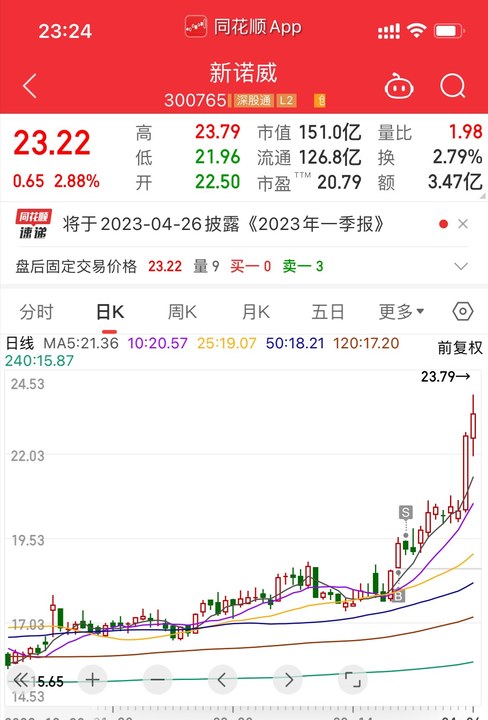 23:24 同花顺App
新诺威
300765 深股通 L2
23.22 高 23.79 市值 151.0亿 量比 1.98
低 21.96 流通 126.8亿 换 2.79%
0.65 2.88% 开 22.50 市盈TTM 20.79 额 3.47亿
同花顺速递 将于2023-04-26披露《2023年一季报》
盘后固定交易价格 23.22 量 9 买一 0 卖一 3
分时 日K 周K 月K 五日 更多
日线 MA5:21.36 10:20.57 25:19.07 50:18.21 120:17.20 前复权
240:15.87
23.79→
24.53
22.03
S
19.53
B
17.03
15.65
14.53